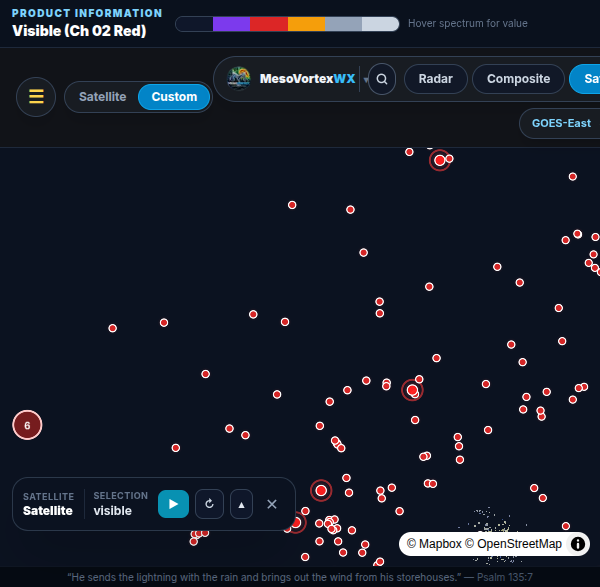 PRODUCT INFORMATION
Visible (Ch 02 Red)
Hover spectrum for value
Satellite
Custom
MesoVortexWX
Radar
Composite
GOES-East
6
SATELLITE
Satellite
SELECTION
visible
© Mapbox © OpenStreetMap
"He sends the lightning with the rain and brings out the wind from his storehouses." — Psalm 135:7